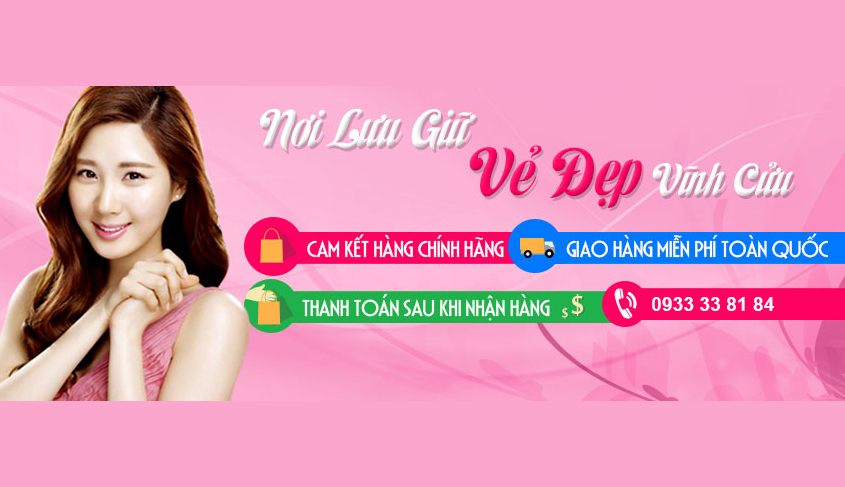 Nơi Lưu Giữ
Vẻ Đẹp Vĩnh Cửu
CAM KẾT HÀNG CHÍNH HÃNG
GIAO HÀNG MIỄN PHÍ TOÀN QUỐC
THANH TOÁN SAU KHI NHẬN HÀNG $ $
0933 33 81 84